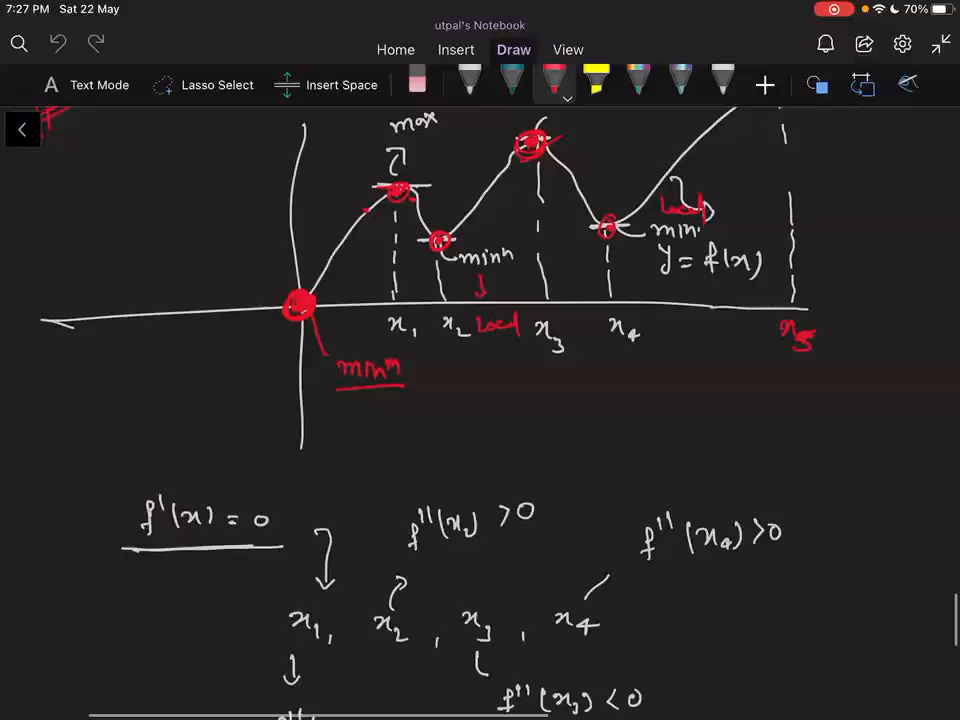 7:27 PM Sat 22 May 70%
utpal's Notebook
Home Insert Draw View
A Text Mode Lasso Select Insert Space
max
Local
min
minⁿ
y = f(x)
x₁ x₂ Local x₃ x₄ x₅
minᵐ
f'(x) = 0
f''(x₂) > 0
f''(x₄) > 0
x₁, x₂, x₃, x₄
f''(x₃) < 0